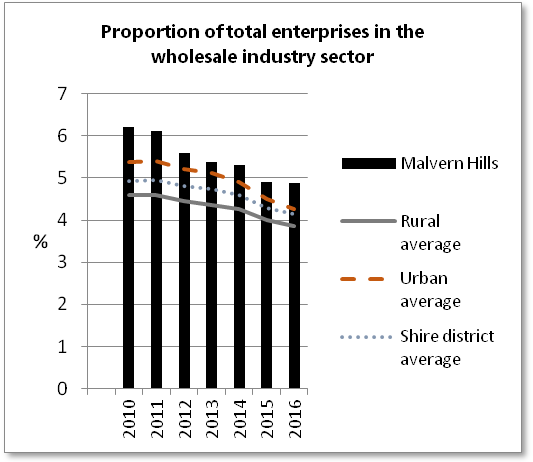 Proportion of total enterprises in the
wholesale industry sector
7
6
5
4
3
2
1
0
%
2010
2011
2012
2013
2014
2015
2016
Malvern Hills
Rural
average
Urban
average
Shire district
average